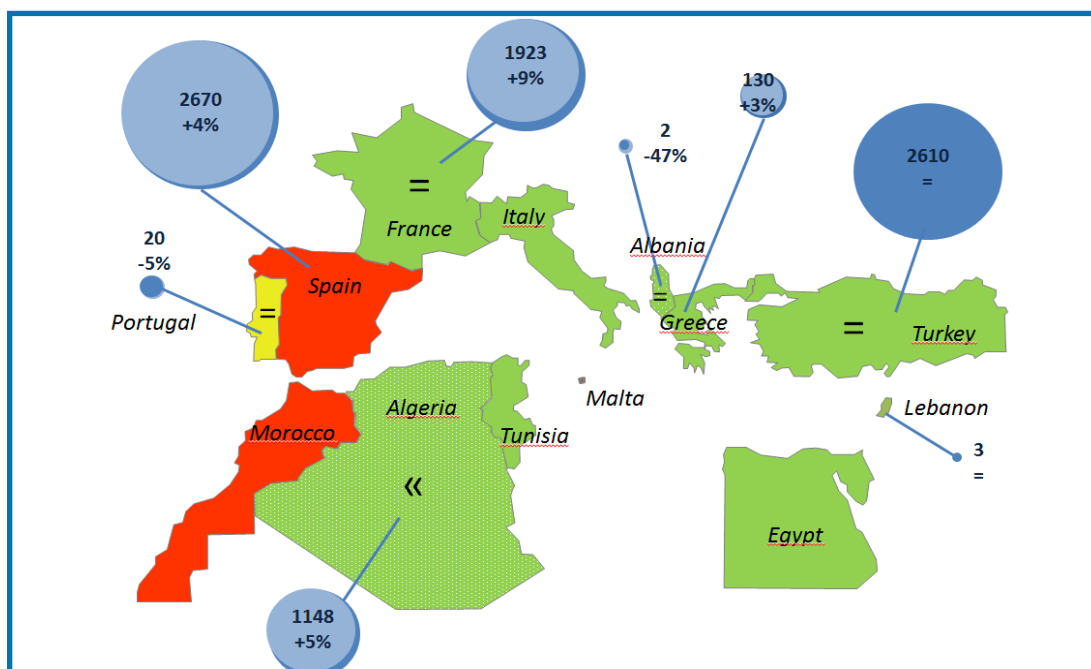 1923
+9%
2670
+4%
130
+3%
2
-47%
2610
=
=
France
Italy
Albania
20
-5%
Spain
=
Portugal
=
Greece
=
Turkey
Malta
Lebanon
Algeria
Morocco
Tunisia
3
=
«
Egypt
1148
+5%